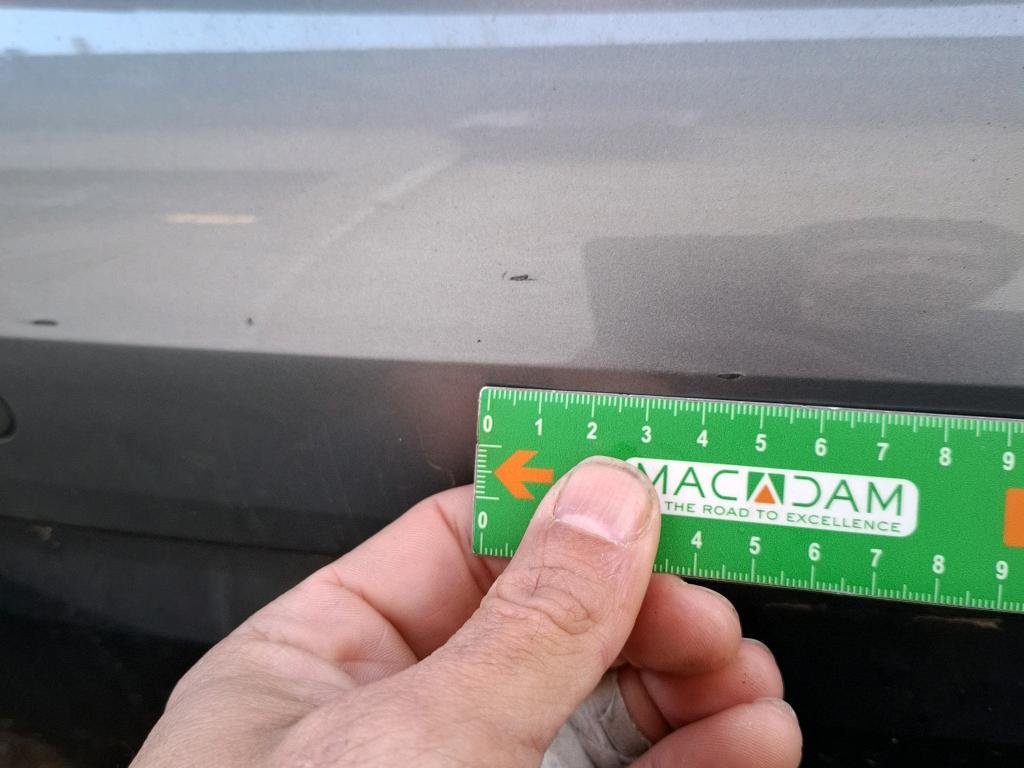 0 1 2 3 4 5 6 7 8 9
MACADAM
THE ROAD TO EXCELLENCE
0 4 5 6 7 8 9